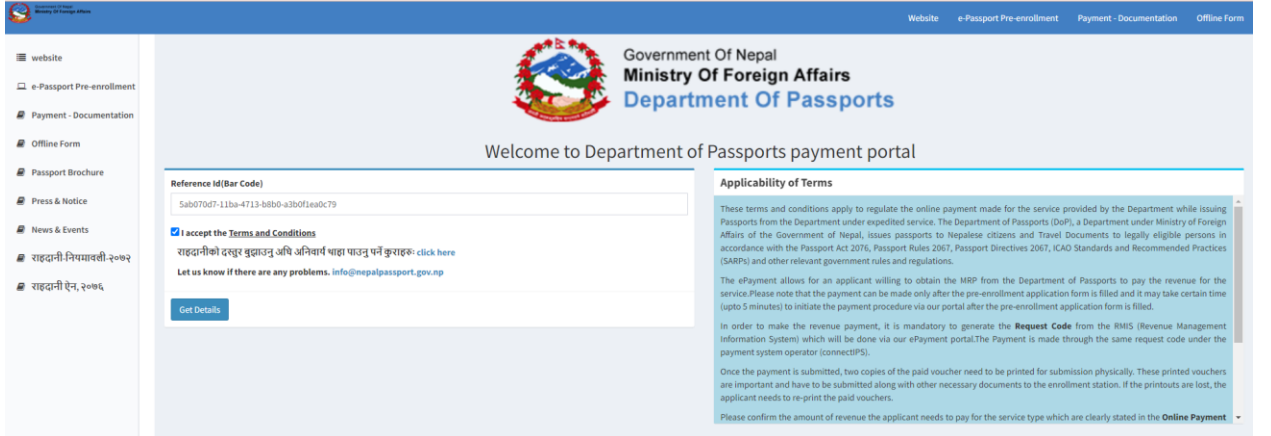 Government Of Nepal
Ministry Of Foreign Affairs
Website e-Passport Pre-enrollment Payment - Documentation Offline Form
website
e-Passport Pre-enrollment
Payment - Documentation
Offline Form
Passport Brochure
Press & Notice
News & Events
राहदानी-नियमावली-२०७२
राहदानी ऐन, २०७६
Government Of Nepal
Ministry Of Foreign Affairs
Department Of Passports
Welcome to Department of Passports payment portal
Reference Id(Bar Code)
5ab070d7-11ba-4713-b8b0-a3b0f1ea0c79
I accept the Terms and Conditions
राहदानीको दस्तुर बुझाउनु अघि अनिवार्य थाहा पाउनु पर्ने कुराहरुः click here
Let us know if there are any problems. info@nepalpassport.gov.np
Get Details
Applicability of Terms
These terms and conditions apply to regulate the online payment made for the service provided by the Department while issuing
Passports from the Department under expedited service. The Department of Passports (DoP), a Department under Ministry of Foreign
Affairs of the Government of Nepal, issues passports to Nepalese citizens and Travel Documents to legally eligible persons in
accordance with the Passport Act 2076, Passport Rules 2067, Passport Directives 2067, ICAO Standards and Recommended Practices
(SARPs) and other relevant government rules and regulations.
The ePayment allows for an applicant willing to obtain the MRP from the Department of Passports to pay the revenue for the
service.Please note that the payment can be made only after the pre-enrollment application form is filled and it may take certain time
(upto 5 minutes) to initiate the payment procedure via our portal after the pre-enrollment application form is filled.
In order to make the revenue payment, it is mandatory to generate the Request Code from the RMIS (Revenue Management
Information System) which will be done via our ePayment portal.The Payment is made through the same request code under the
payment system operator (connectIPS).
Once the payment is submitted, two copies of the paid voucher need to be printed for submission physically. These printed vouchers
are important and have to be submitted along with other necessary documents to the enrollment station. If the printouts are lost, the
applicant needs to re-print the paid vouchers.
Please confirm the amount of revenue the applicant needs to pay for the service type which are clearly stated in the Online Payment